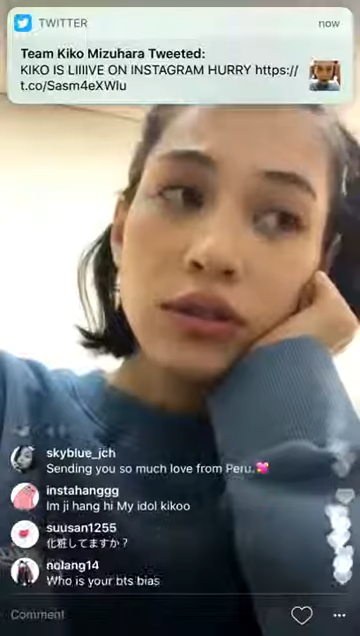 TWITTER
now
Team Kiko Mizuhara Tweeted:
KIKO IS LIIIIVE ON INSTAGRAM HURRY https://
t.co/Sasm4eXWlu
skyblue_jch
Sending you so much love from Peru.💖
instahanggg
Im ji hang hi My idol kikoo
suusan1255
化粧してますか？
nolang14
Who is your bts bias
Comment